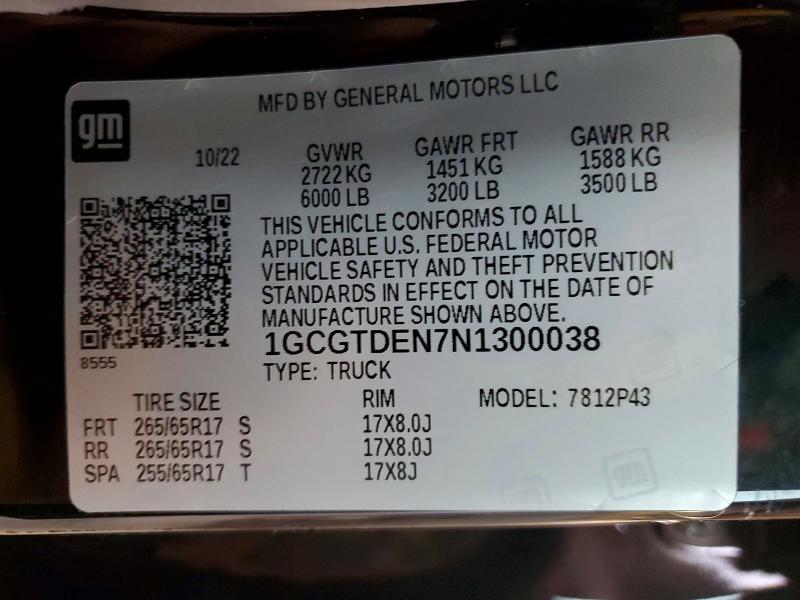 MFD BY GENERAL MOTORS LLC
gm
10/22
GVWR GAWR FRT GAWR RR
2722 KG 1451 KG 1588 KG
6000 LB 3200 LB 3500 LB
THIS VEHICLE CONFORMS TO ALL
APPLICABLE U.S. FEDERAL MOTOR
VEHICLE SAFETY AND THEFT PREVENTION
STANDARDS IN EFFECT ON THE DATE OF
MANUFACTURE SHOWN ABOVE.
1GCGTDEN7N1300038
8555
TYPE: TRUCK
TIRE SIZE RIM MODEL: 7812P43
FRT 265/65R17 S 17X8.0J
RR 265/65R17 S 17X8.0J
SPA 255/65R17 T 17X8J
gm